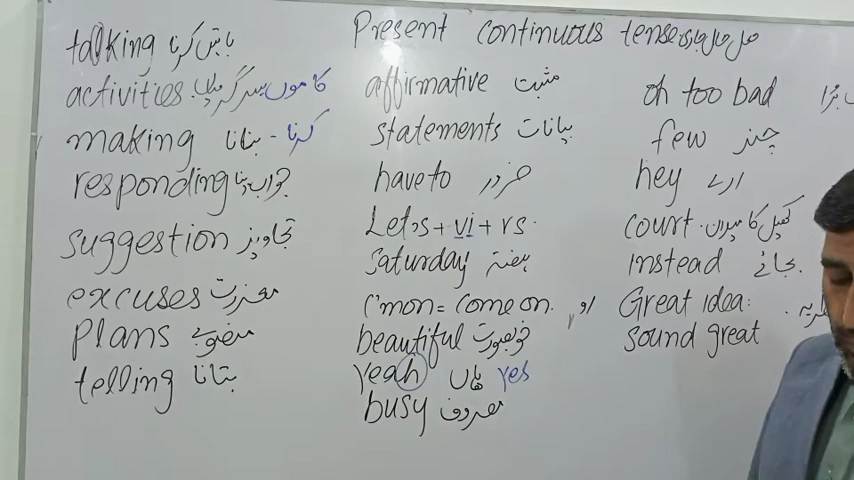 Present continuous tense
talking باتیں کرنا
activities کاموں سرگرمیاں
making بنانا - کرنا
responding جواب دینا
suggestion تجاویز
excuses معذرت
plans منصوبے
telling بتانا
affirmative مثبت
statements بیانات
have to ضرور
Let's + vi + rs.
saturday ہفتہ
c'mon = come on. او
beautiful خوبصورت
yeah ہاں yes
busy مصروف
oh too bad
few چند
hey ارے
court کھیل کا میدان
instead بجائے
Great idea
sound great